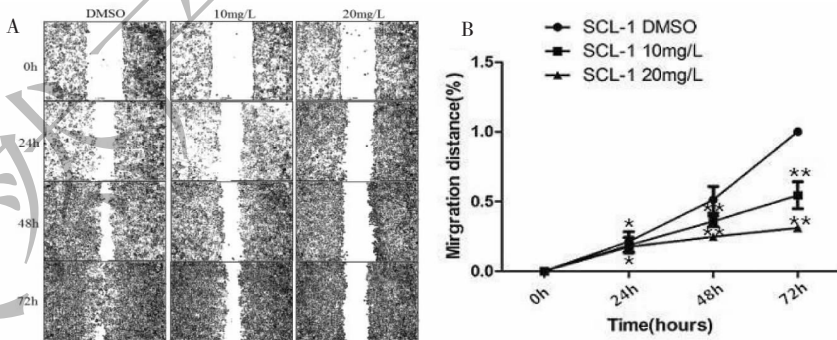 A
DMSO 10mg/L 20mg/L
0h
24h
48h
72h
B
SCL-1 DMSO
SCL-1 10mg/L
SCL-1 20mg/L
Mirgration distance(%)
1.5
1.0
0.5
0.0
*
*
**
**
**
**
0h 24h 48h 72h
Time(hours)